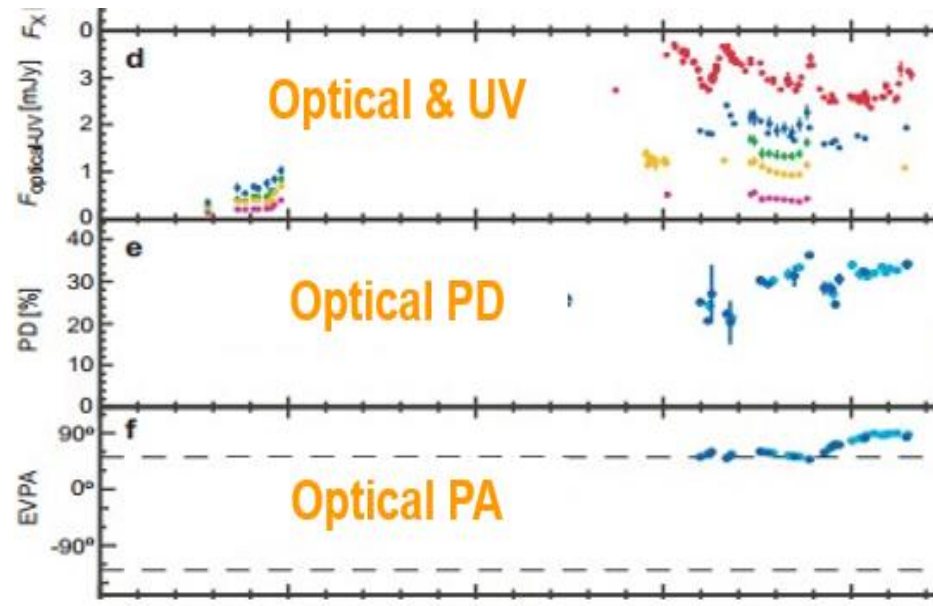 F_X
0
d
Optical & UV
F_optical-UV [mJy]
3
2
1
0
e
Optical PD
PD [%]
40
30
20
10
0
f
Optical PA
EVPA
90°
0°
-90°